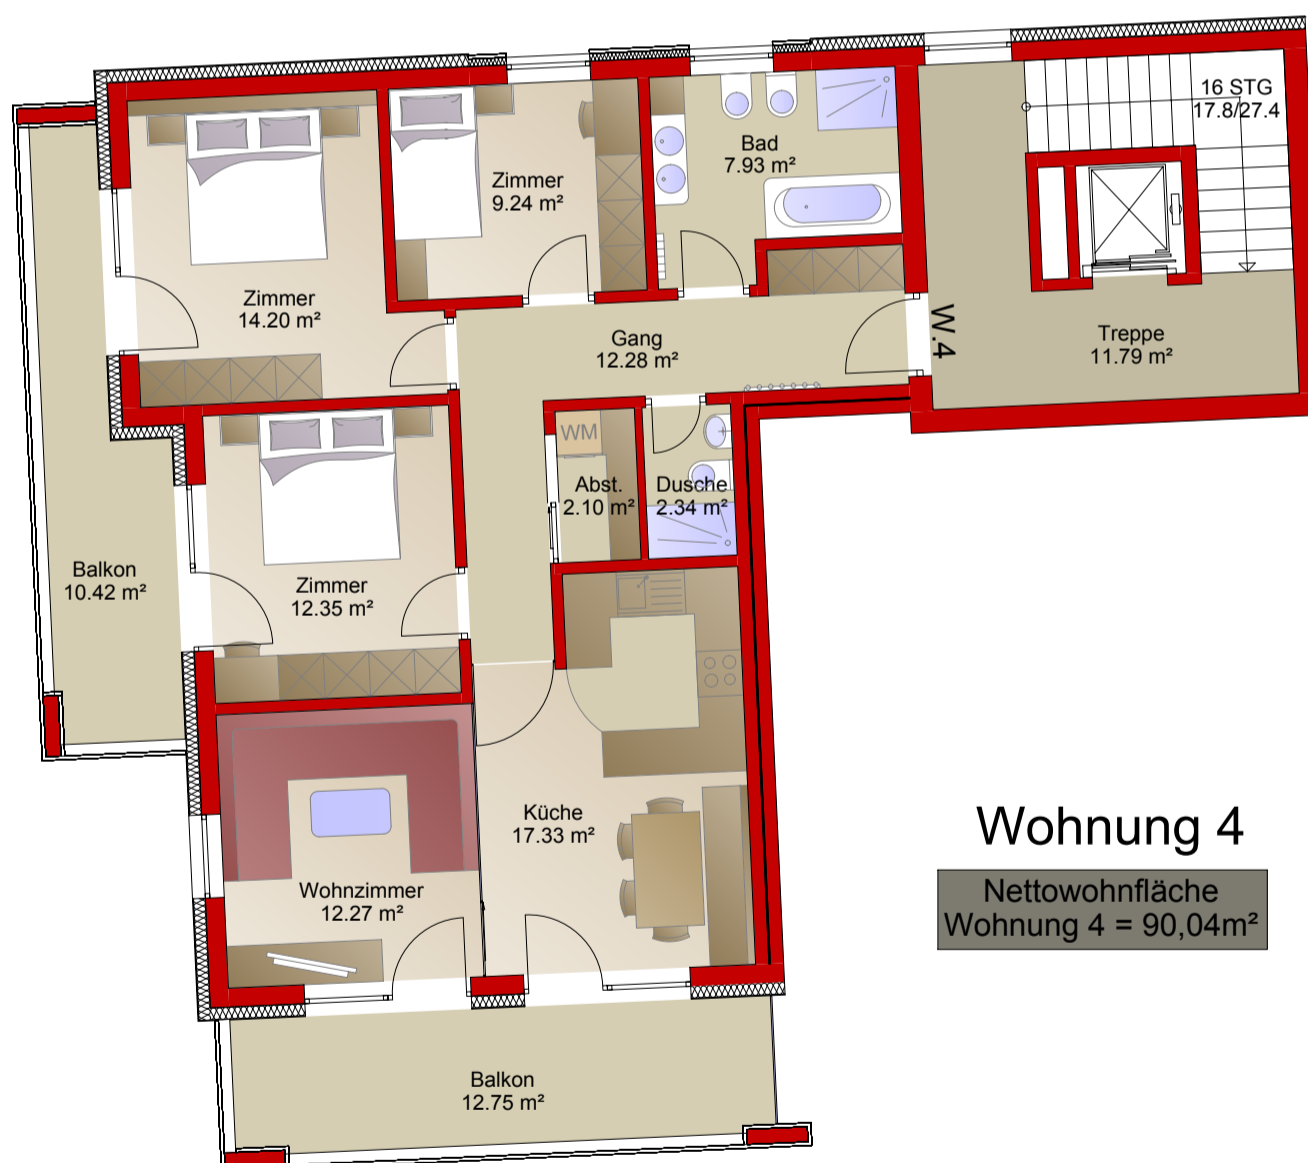 16 STG
17.8/27.4
Bad
7.93 m²
Zimmer
9.24 m²
Zimmer
14.20 m²
Gang
12.28 m²
W.4
Treppe
11.79 m²
WM
Abst.
2.10 m²
Dusche
2.34 m²
Balkon
10.42 m²
Zimmer
12.35 m²
Küche
17.33 m²
Wohnzimmer
12.27 m²
Wohnung 4
Nettowohnfläche
Wohnung 4 = 90,04m²
Balkon
12.75 m²